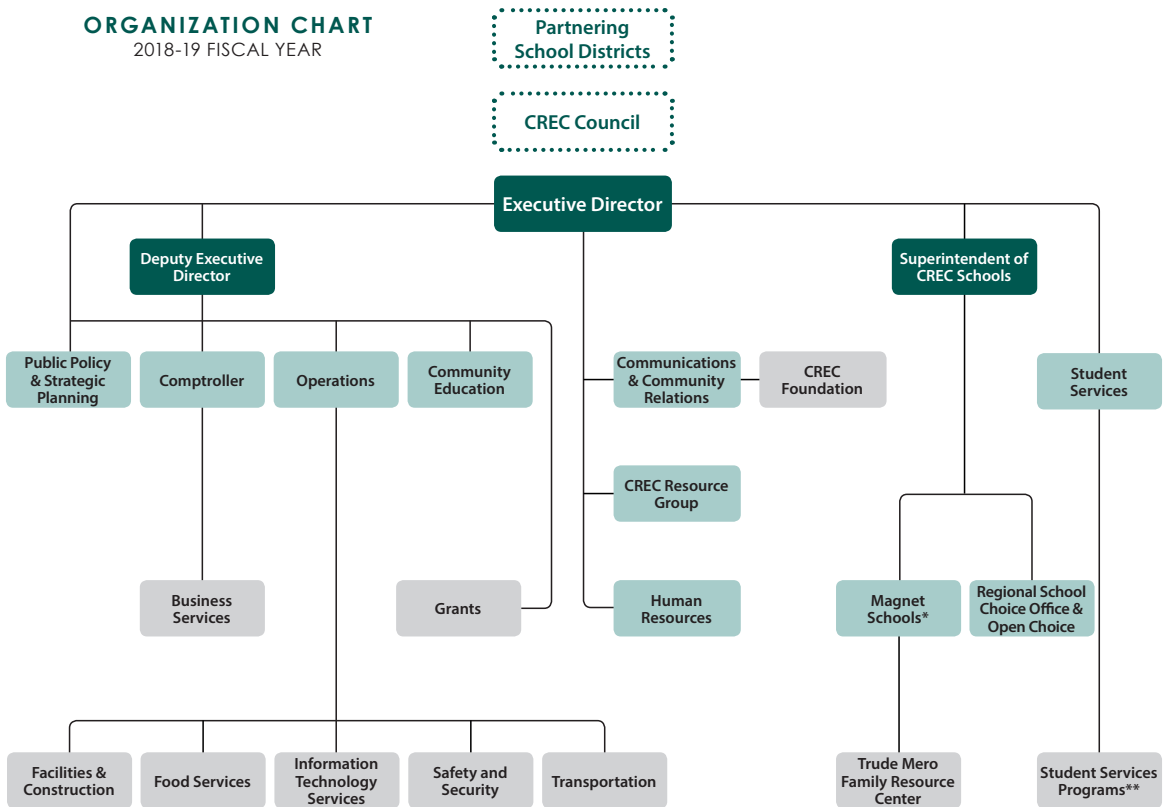 ORGANIZATION CHART
2018-19 FISCAL YEAR
Partnering
School Districts
CREC Council
Executive Director
Deputy Executive
Director
Superintendent of
CREC Schools
Public Policy
& Strategic
Planning
Comptroller
Operations
Community
Education
Communications
& Community
Relations
CREC
Foundation
Student
Services
CREC Resource
Group
Business
Services
Grants
Human
Resources
Magnet
Schools*
Regional School
Choice Office &
Open Choice
Facilities &
Construction
Food Services
Information
Technology
Services
Safety and
Security
Transportation
Trude Mero
Family Resource
Center
Student Services
Programs**